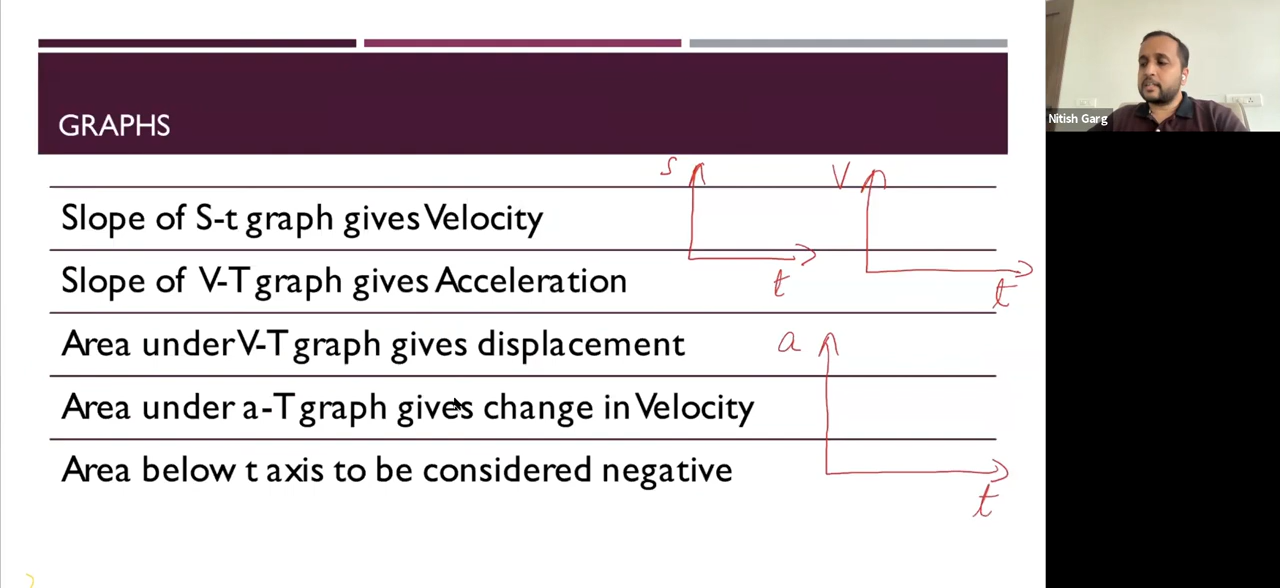 GRAPHS
Slope of S-t graph gives Velocity
Slope of V-T graph gives Acceleration
Area under V-T graph gives displacement
Area under a-T graph gives change in Velocity
Area below t axis to be considered negative
s
t
V
t
a
t
Nitish Garg